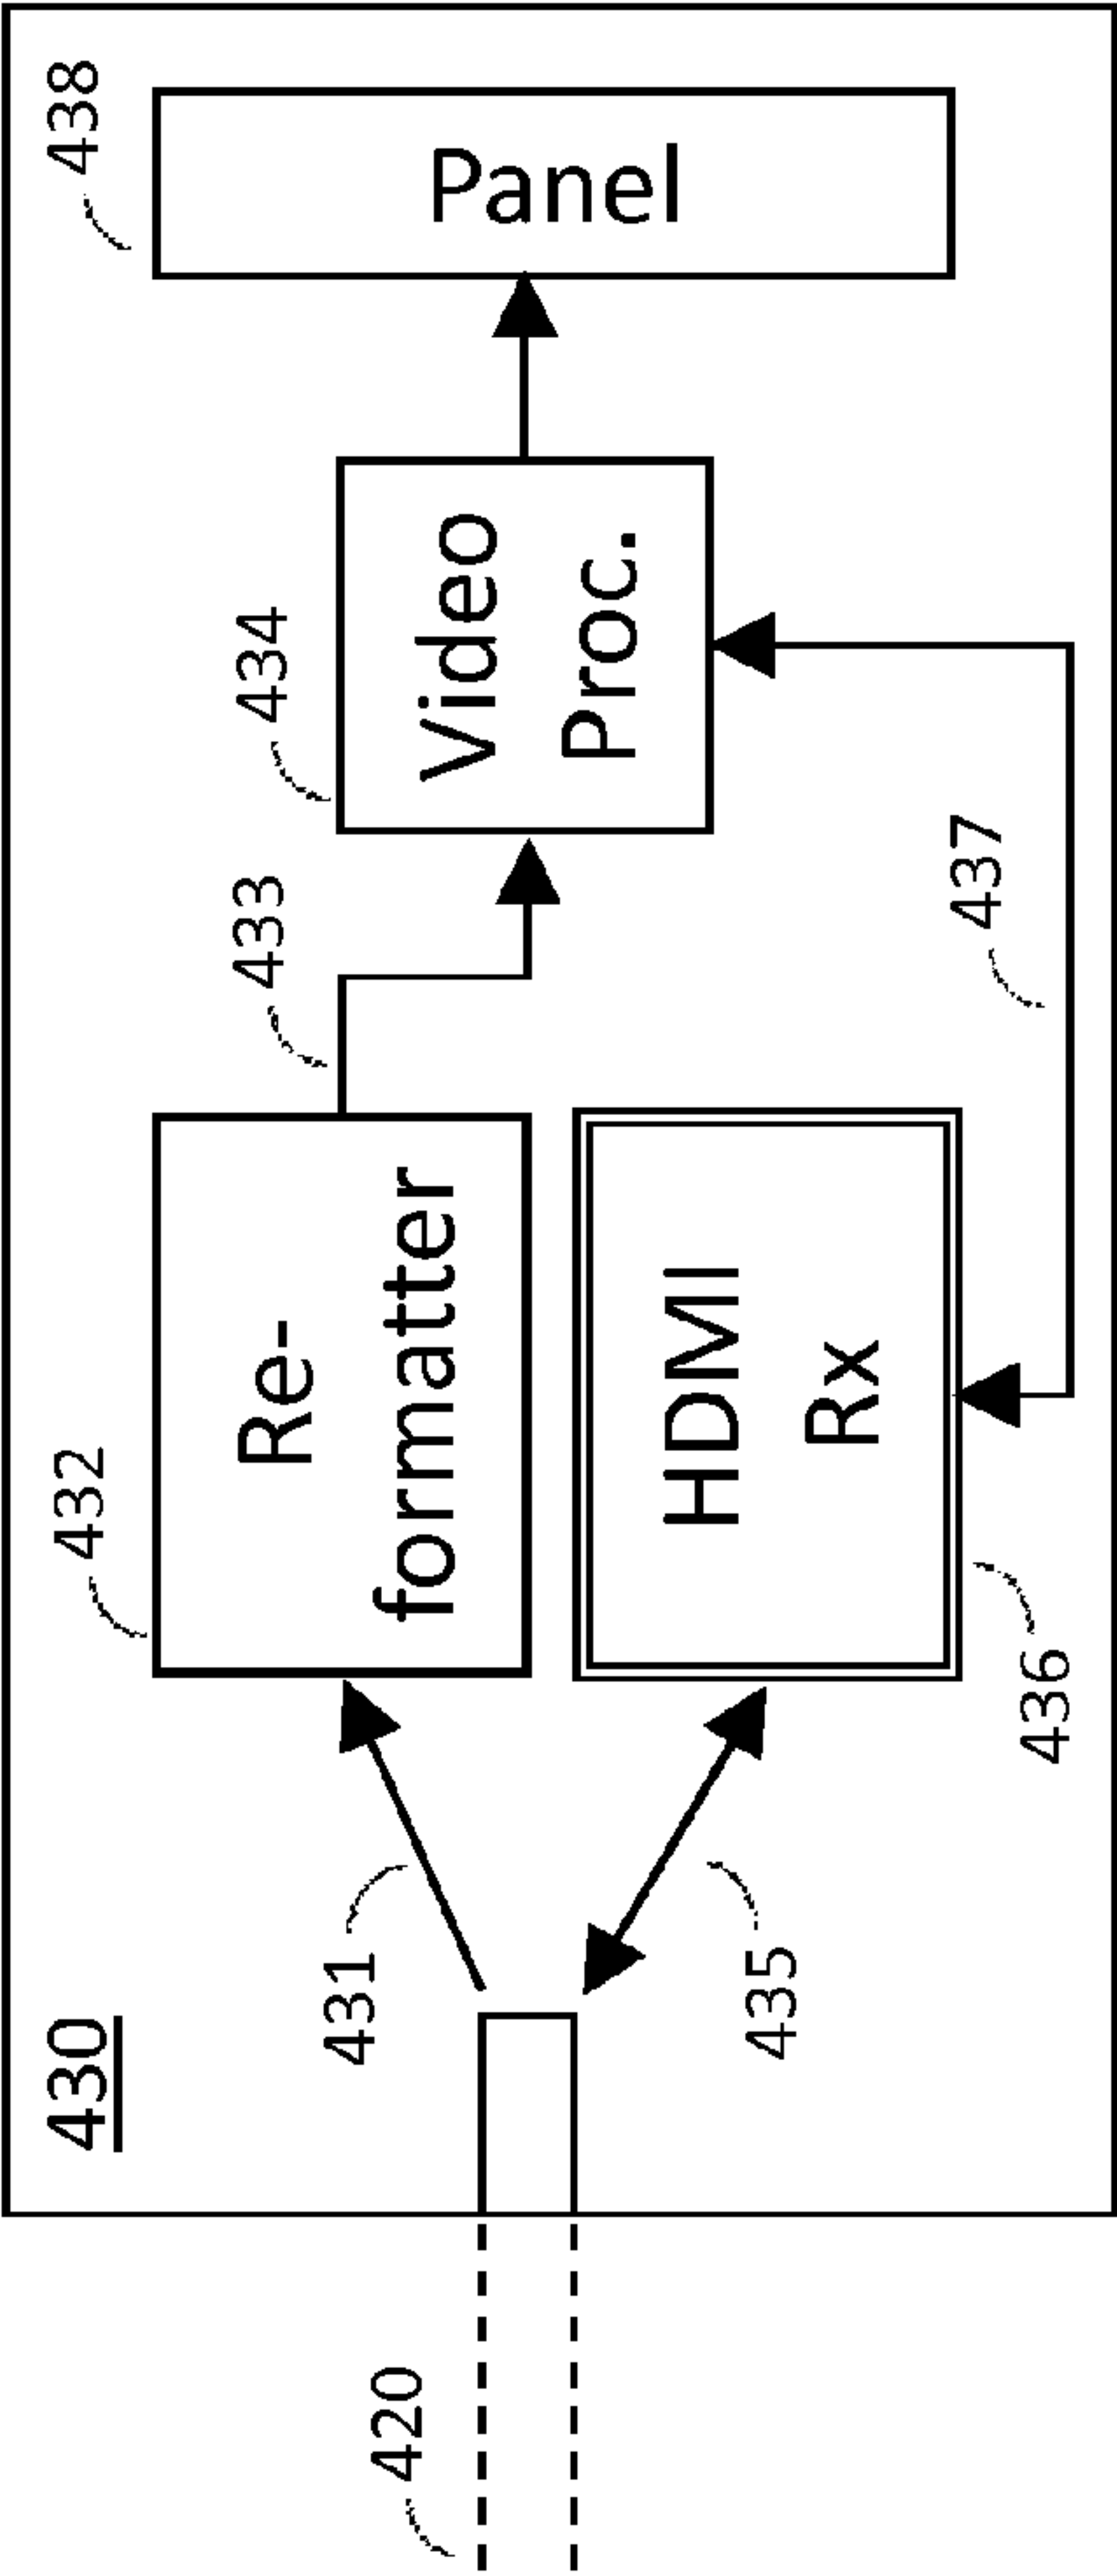 430
432
433
434
438
Re-
formatter
Video
Proc.
Panel
431
420
HDMI
Rx
435
436
437